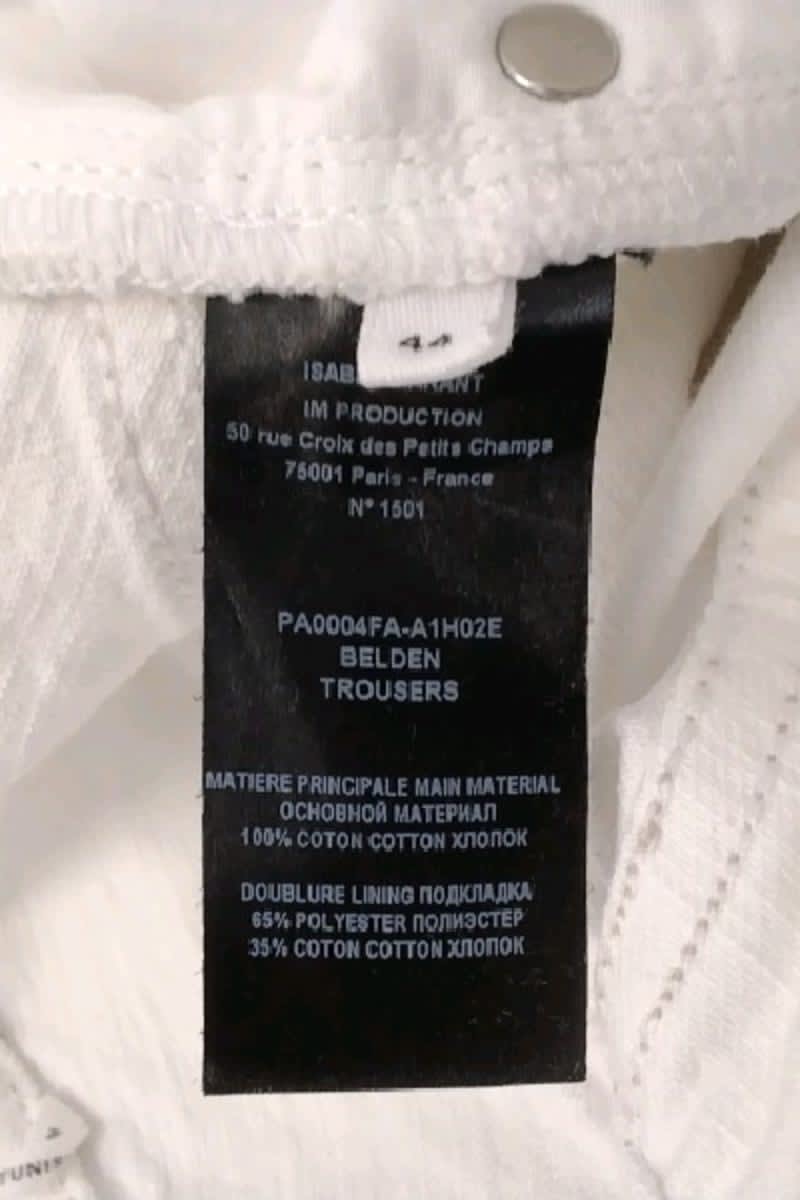 44
IM PRODUCTION
50 rue Croix des Petits Champs
75001 Paris - France
N° 1501
PA0004FA-A1H02E
BELDEN
TROUSERS
MATIERE PRINCIPALE MAIN MATERIAL
ОСНОВНОЙ МАТЕРИАЛ
100% COTON COTTON ХЛОПОК
DOUBLURE LINING ПОДКЛАДКА
65% POLYESTER ПОЛИЭСТЕР
35% COTON COTTON ХЛОПОК